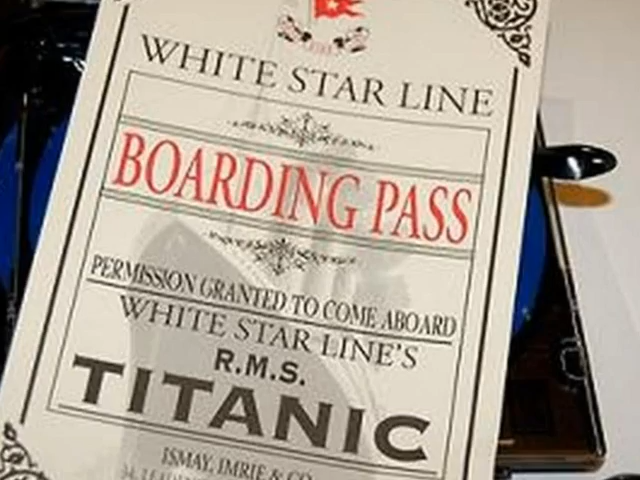 WHITE STAR LINE
BOARDING PASS
PERMISSION GRANTED TO COME ABOARD
WHITE STAR LINE'S
R.M.S.
TITANIC
ISMAY, IMRIE & CO